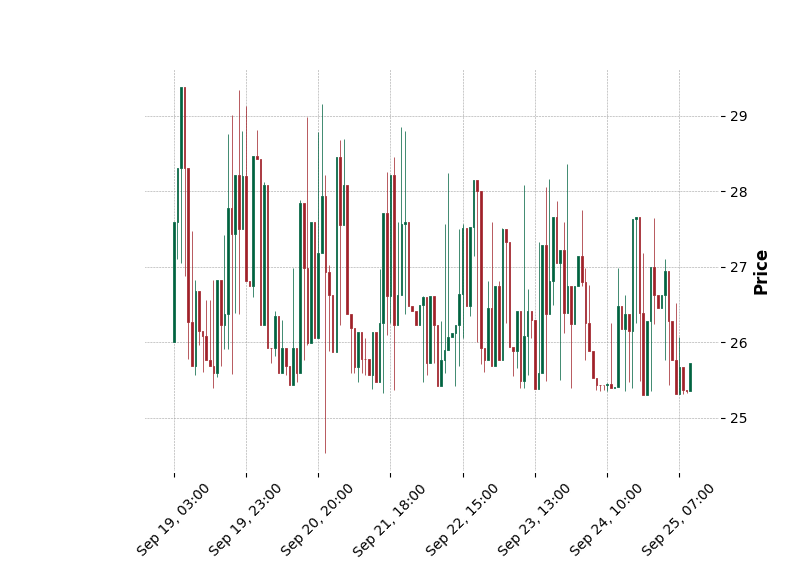 29
28
27
26
25
Price
Sep 19, 03:00
Sep 19, 23:00
Sep 20, 20:00
Sep 21, 18:00
Sep 22, 15:00
Sep 23, 13:00
Sep 24, 10:00
Sep 25, 07:00